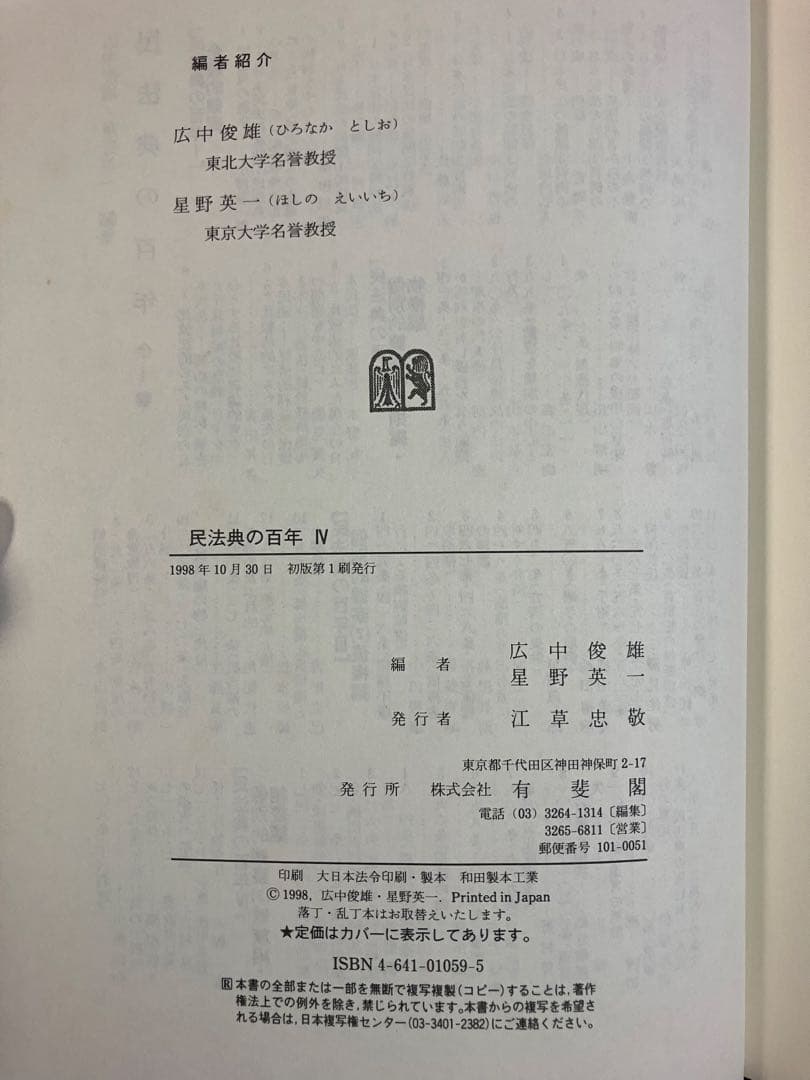 編者紹介
広中俊雄（ひろなか としお）
東北大学名誉教授
星野英一（ほしの えいいち）
東京大学名誉教授
民法典の百年 Ⅳ
1998年10月30日 初版第1刷発行
編者 広中俊雄
星野英一
発行者 江草忠敬
東京都千代田区神田神保町2-17
発行所 株式会社 有斐閣
電話（03）3264-1314〔編集〕
3265-6811〔営業〕
郵便番号 101-0051
印刷 大日本法令印刷・製本 和田製本工業
©1998，広中俊雄・星野英一．Printed in Japan
落丁・乱丁本はお取替えいたします。
★定価はカバーに表示してあります。
ISBN4-641-01059-5
Ⓡ本書の全部または一部を無断で複写複製（コピー）することは，著作
権法上での例外を除き，禁じられています。本書からの複写を希望さ
れる場合は，日本複写権センター（03-3401-2382）にご連絡ください。